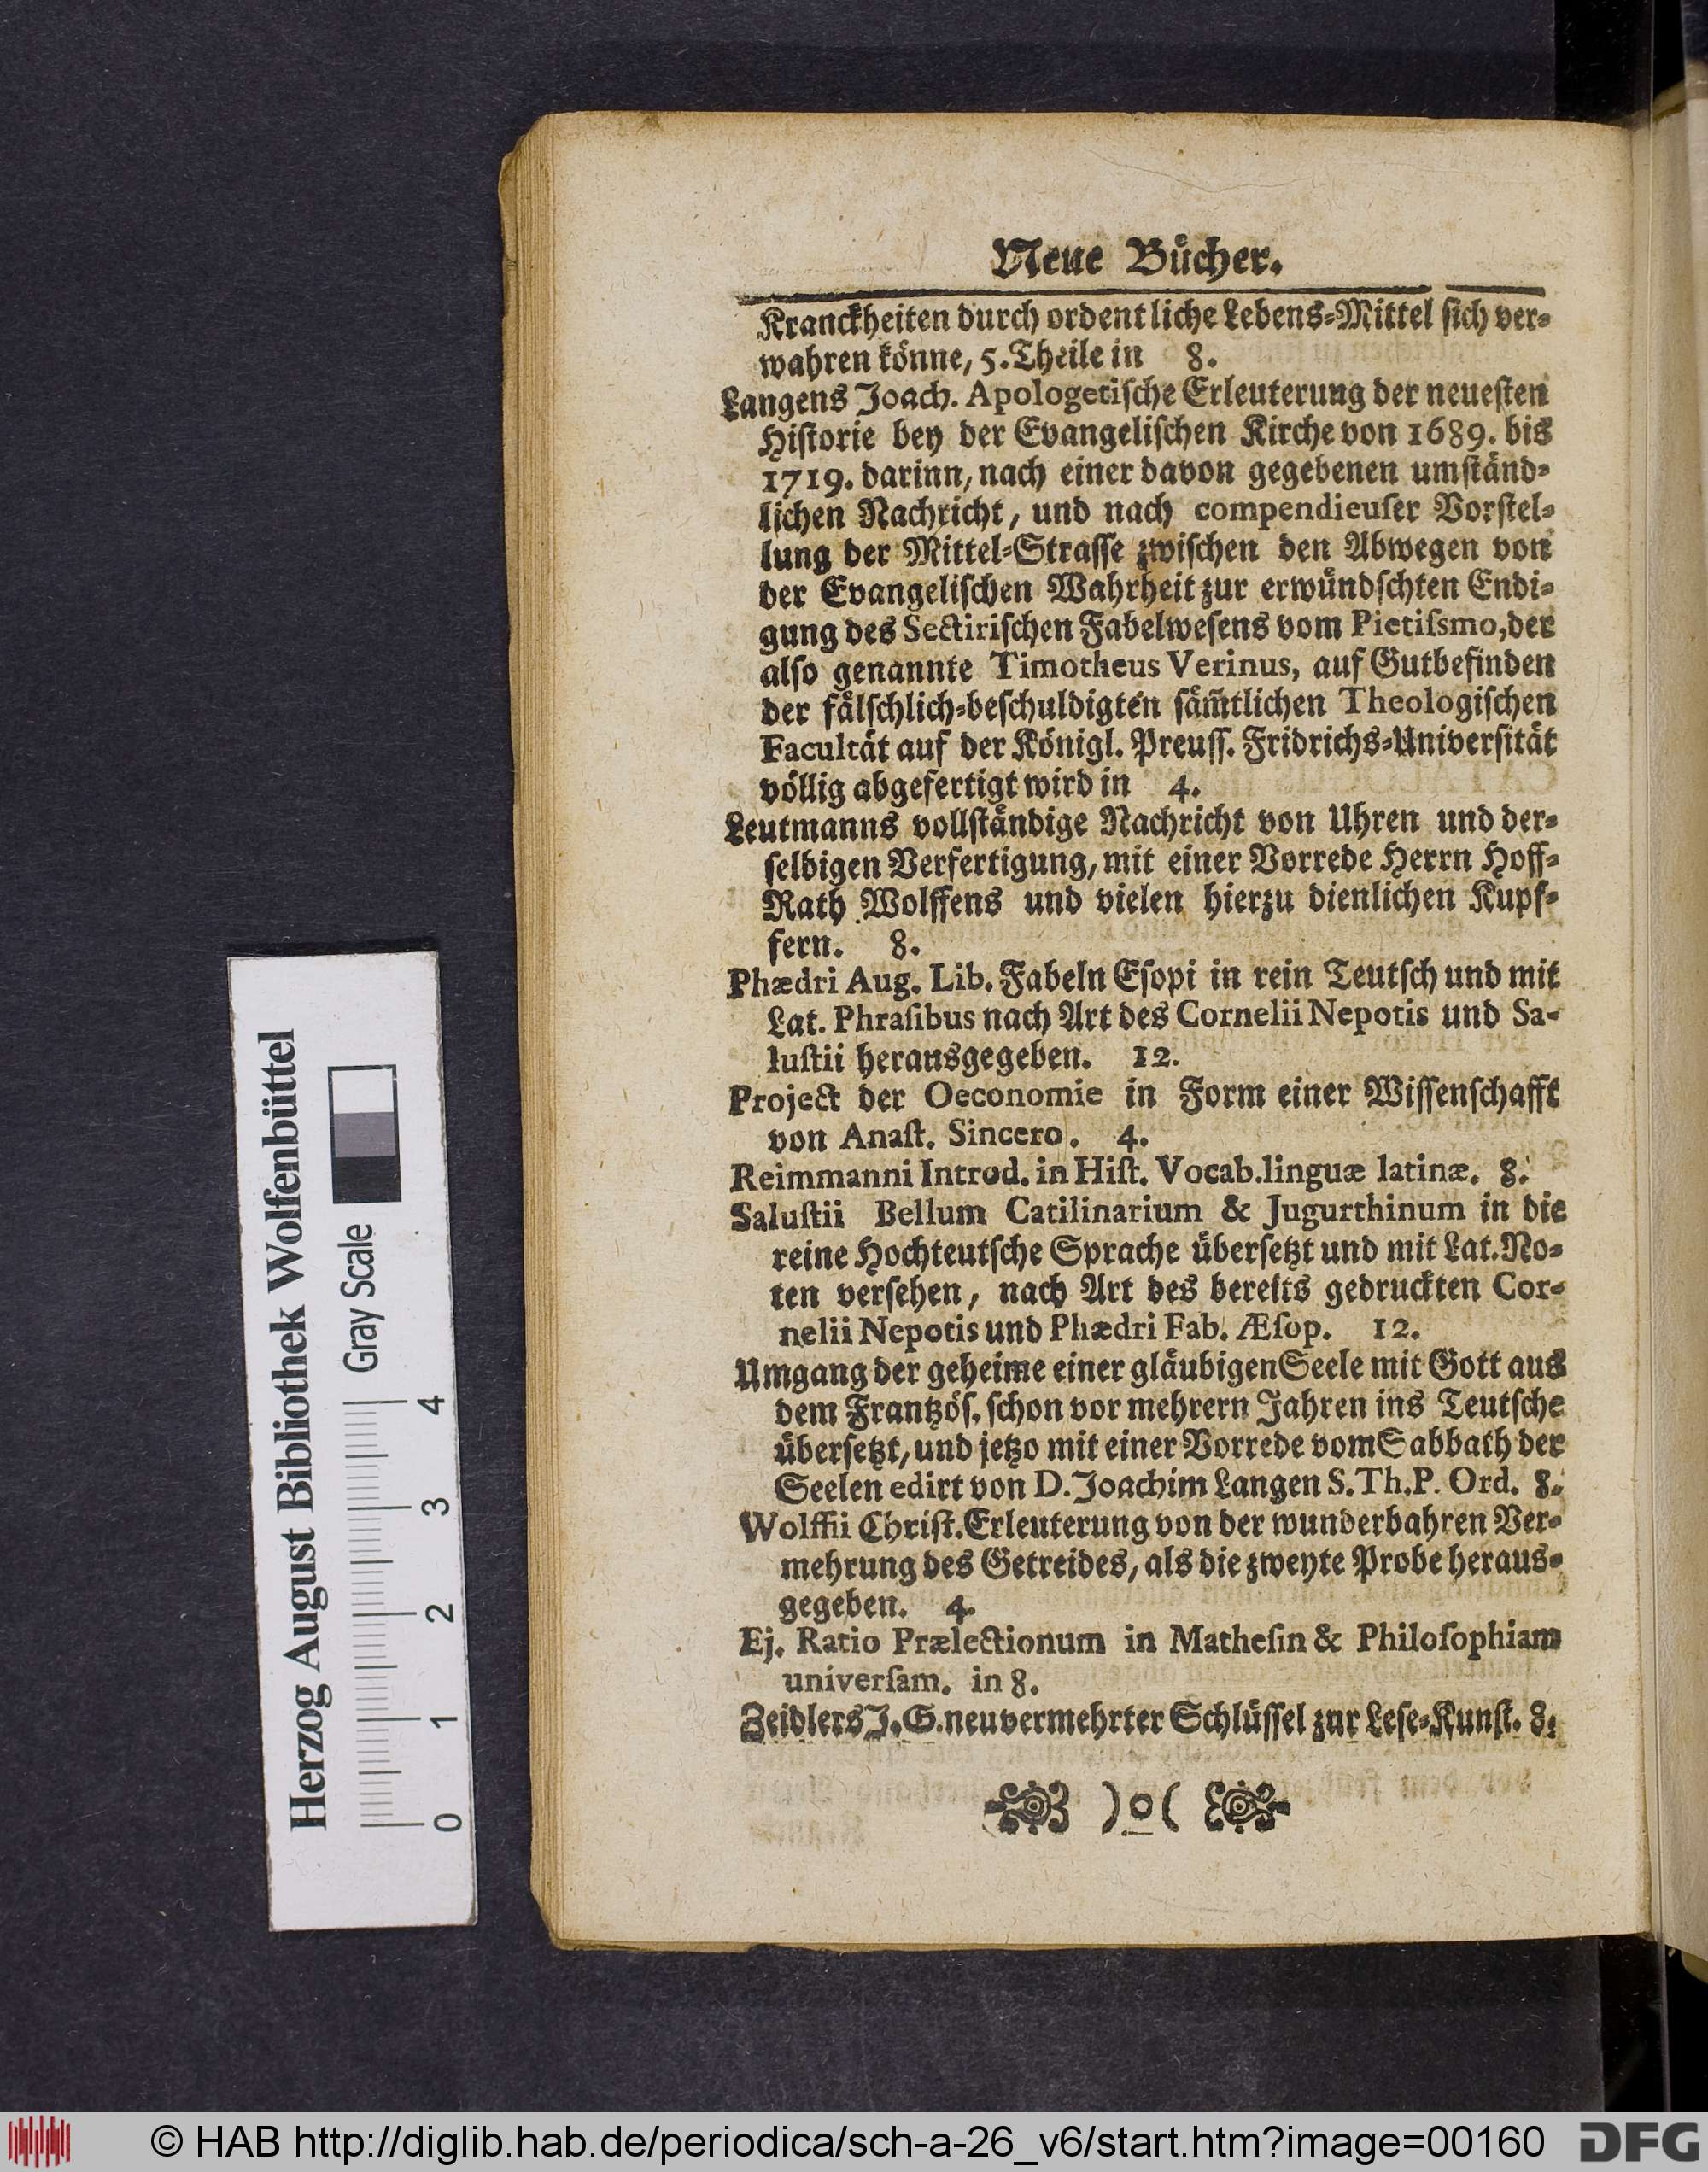 Neue Bücher.
Kranckheiten durch ordentliche Lebens-Mittel sich ver-
wahren könne, 5. Theile in 8.
Langens Joach. Apologetische Erleuterung der neuesten
Historie bey der Evangelischen Kirche von 1689. bis
1719. darinn, nach einer davon gegebenen umständ-
lichen Nachricht, und nach compendieuser Vorstel-
lung der Mittel-Strasse zwischen den Abwegen von
der Evangelischen Wahrheit zur erwündschten Endi-
gung des Sectirischen Fabelwesens vom Pietismo, der
also genannte Timotheus Verinus, auf Gutbefinden
der fälschlich-beschuldigten säm̃tlichen Theologischen
Facultät auf der Königl. Preuss. Fridrichs-Universität
völlig abgefertigt wird in 4.
Leutmanns vollständige Nachricht von Uhren und der-
selbigen Verfertigung, mit einer Vorrede Herrn Hoff-
Rath Wolffens und vielen hierzu dienlichen Kupf-
fern. 8.
Phædri Aug. Lib. Fabeln Esopi in rein Teutsch und mit
Lat. Phrasibus nach Art des Cornelii Nepotis und Sa-
lustii herausgegeben. 12.
Project der Oeconomie in Form einer Wissenschafft
von Anast. Sincero. 4.
Reimmanni Introd. in Hist. Vocab. linguæ latinæ. 8.
Salustii Bellum Catilinarium & Jugurthinum in die
reine Hochteutsche Sprache übersetzt und mit Lat. No-
ten versehen, nach Art des bereits gedruckten Cor-
nelii Nepotis und Phædri Fab. Æsop. 12.
Umgang der geheime einer gläubigen Seele mit Gott aus
dem Frantzös. schon vor mehrern Jahren ins Teutsche
übersetzt, und jetzo mit einer Vorrede vom Sabbath der
Seelen edirt von D. Joachim Langen S. Th. P. Ord. 8.
Wolffii Christ. Erleuterung von der wunderbahren Ver-
mehrung des Getreides, als die zweyte Probe heraus-
gegeben. 4.
Ej. Ratio Prælectionum in Mathesin & Philosophiam
universam. in 8.
Zeidlers J. G. neuvermehrter Schlüssel zur Lese-Kunst. 8.
)o(
Herzog August Bibliothek Wolfenbüttel
Gray Scale
0 1 2 3 4
© HAB http://diglib.hab.de/periodica/sch-a-26_v6/start.htm?image=00160
DFG